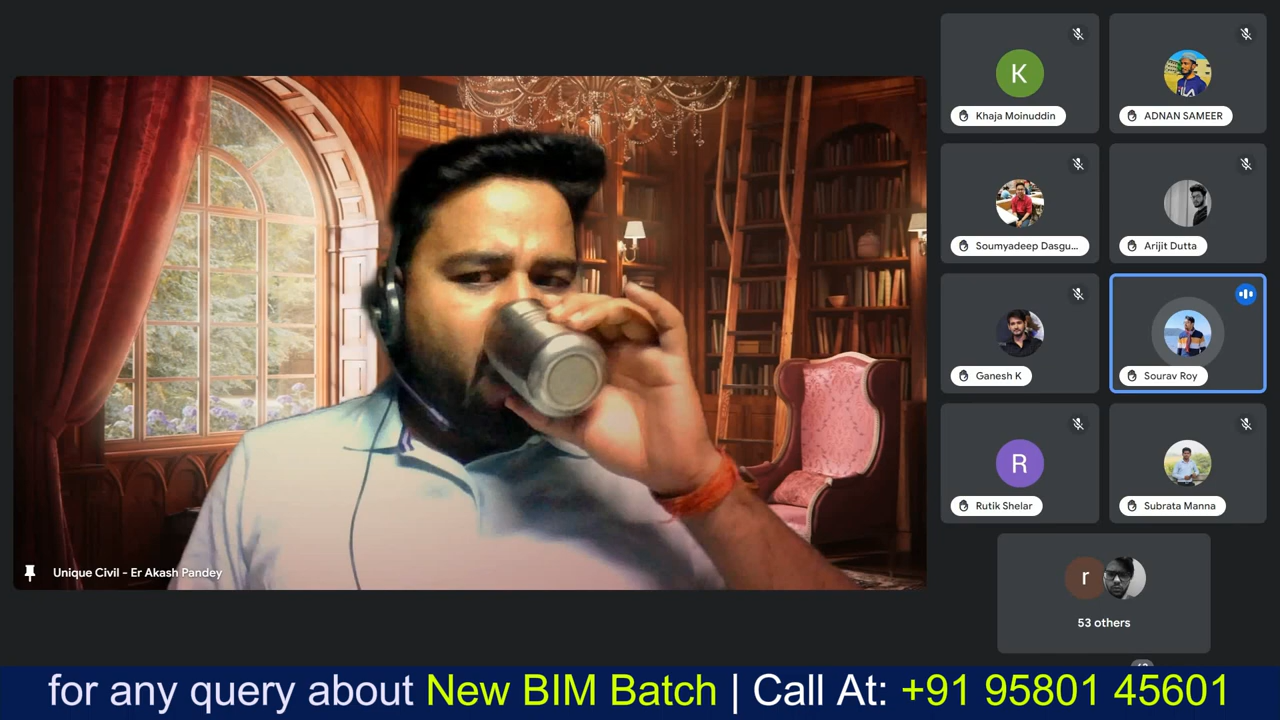 K
Khaja Moinuddin
ADNAN SAMEER
Soumyadeep Dasgu...
Arijit Dutta
Ganesh K
Sourav Roy
R
Rutik Shelar
Subrata Manna
r
53 others
Unique Civil - Er Akash Pandey
for any query about New BIM Batch | Call At: +91 95801 45601